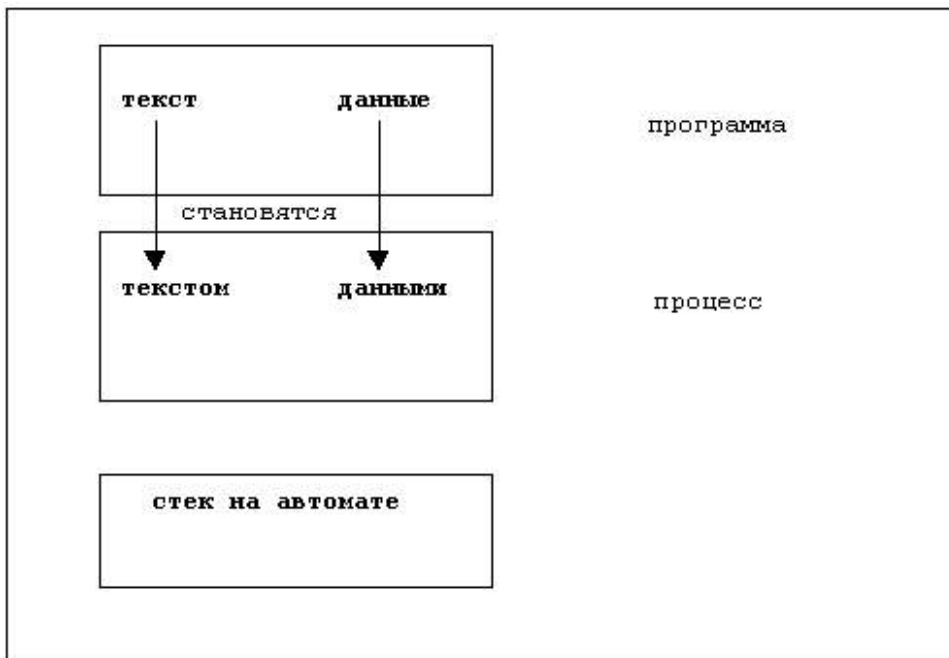 текст данные
программа
становятся
текстом данными
процесс
стек на автомате